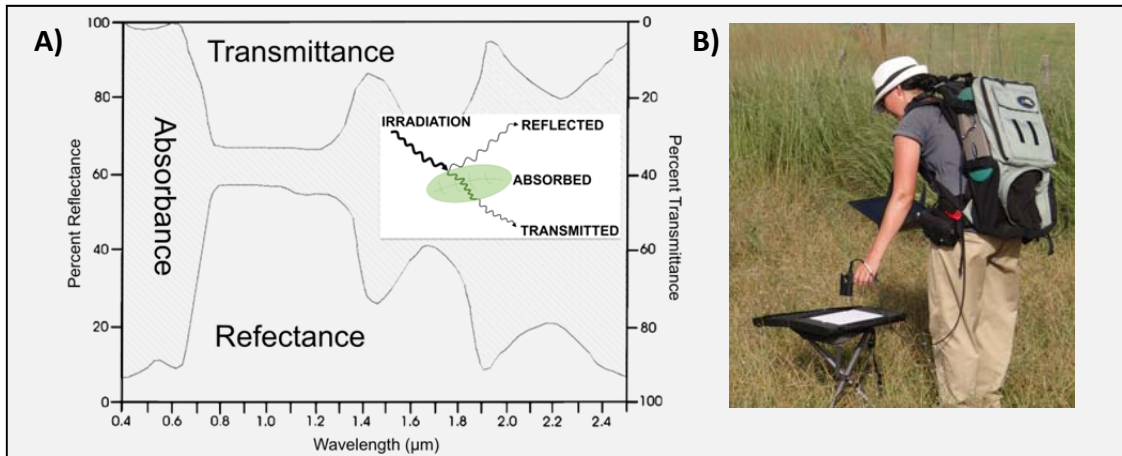 A)
Transmittance
Absorbance
Refectance
IRRADIATION
REFLECTED
ABSORBED
TRANSMITTED
Percent Reflectance
100
80
60
40
20
0
Percent Transmittance
0
20
40
60
80
100
0.4
0.6
0.8
1.0
1.2
1.4
1.6
1.8
2.0
2.2
2.4
Wavelength (µm)
B)